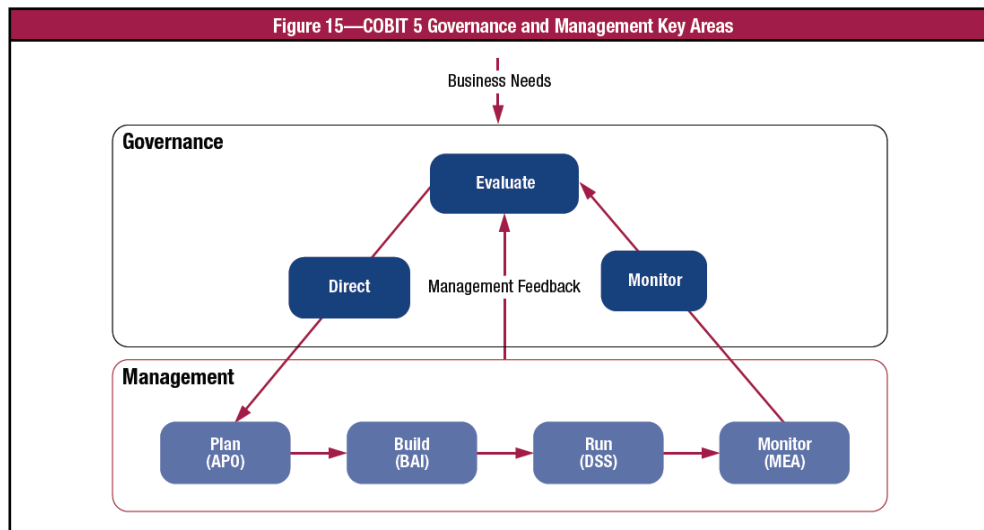 Figure 15—COBIT 5 Governance and Management Key Areas
Business Needs
Governance
Evaluate
Direct
Management Feedback
Monitor
Management
Plan
(APO)
Build
(BAI)
Run
(DSS)
Monitor
(MEA)